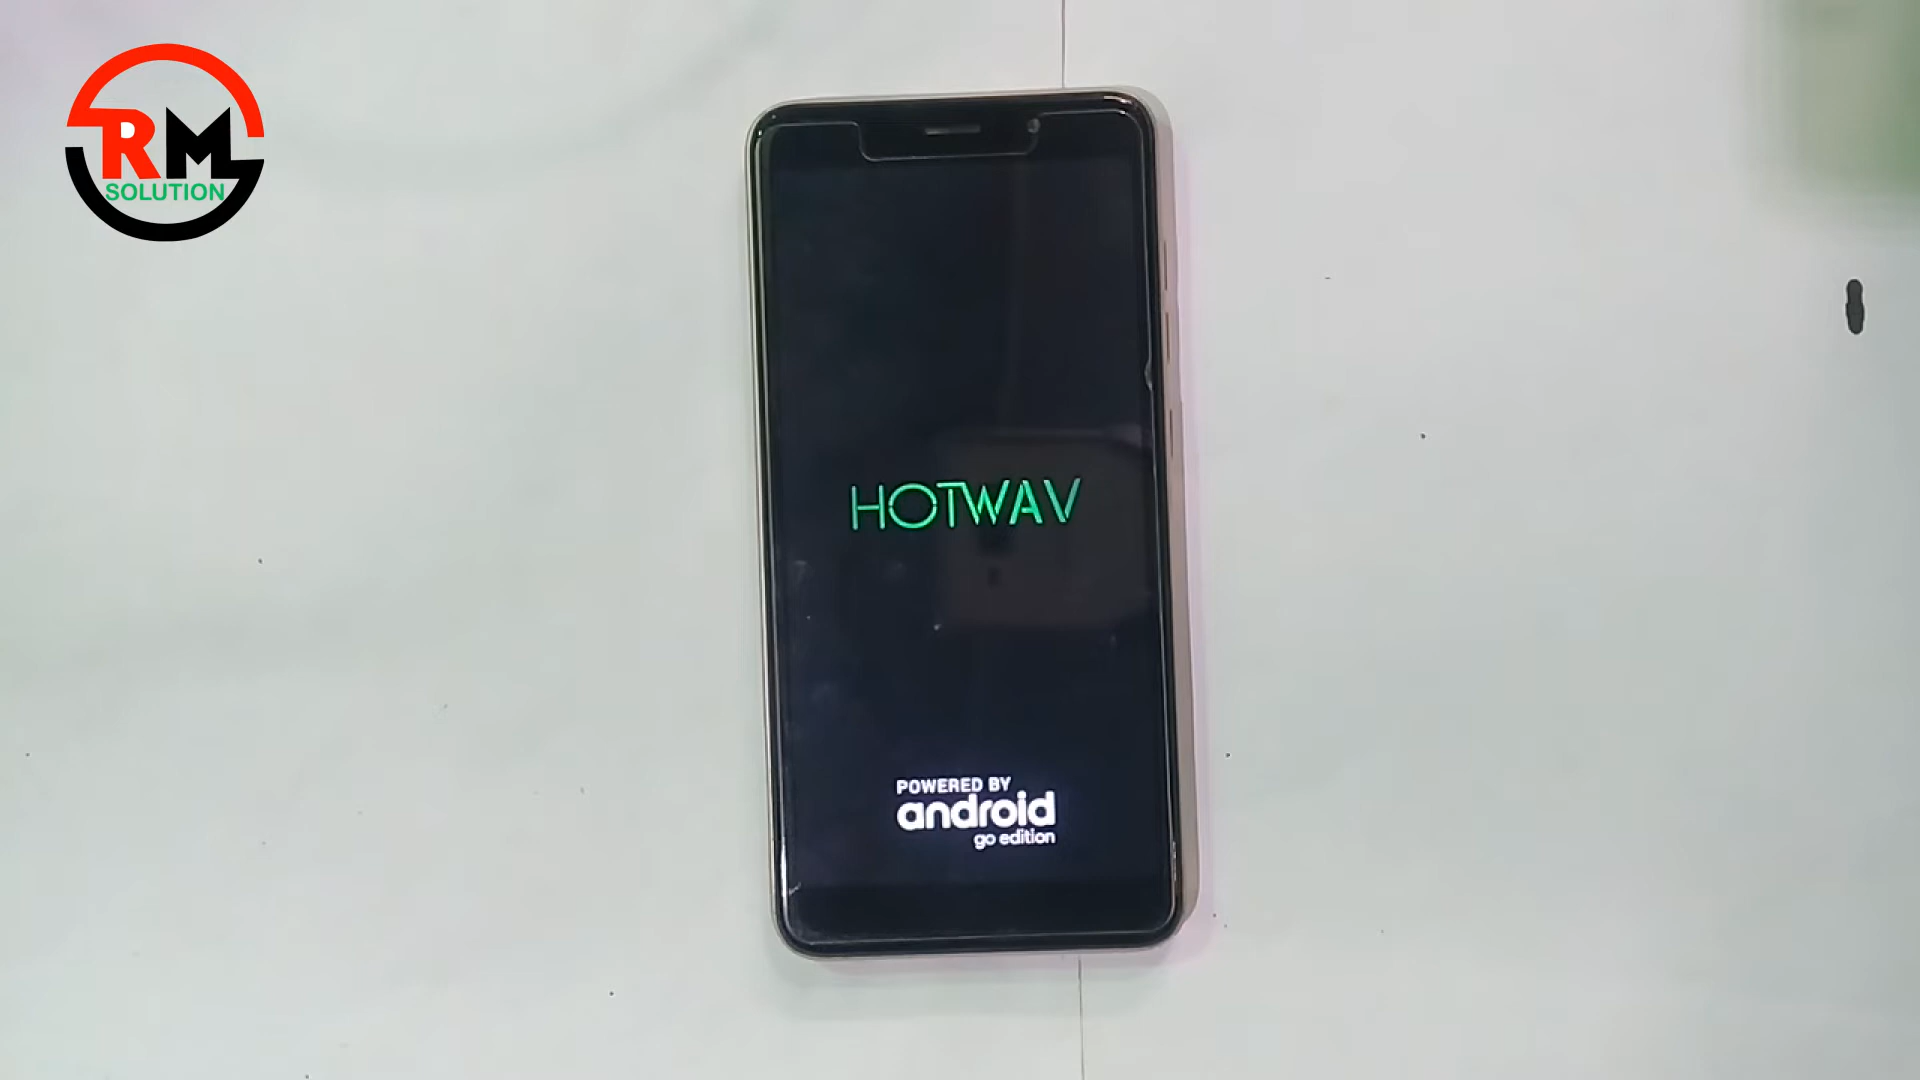 RM
SOLUTION
HOTWAV
POWERED BY
android
go edition